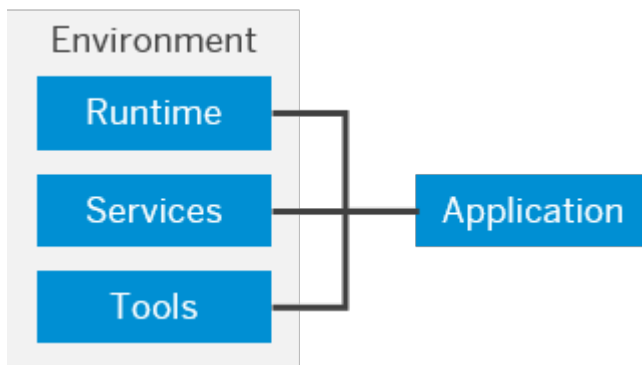 Environment
Runtime
Services
Application
Tools